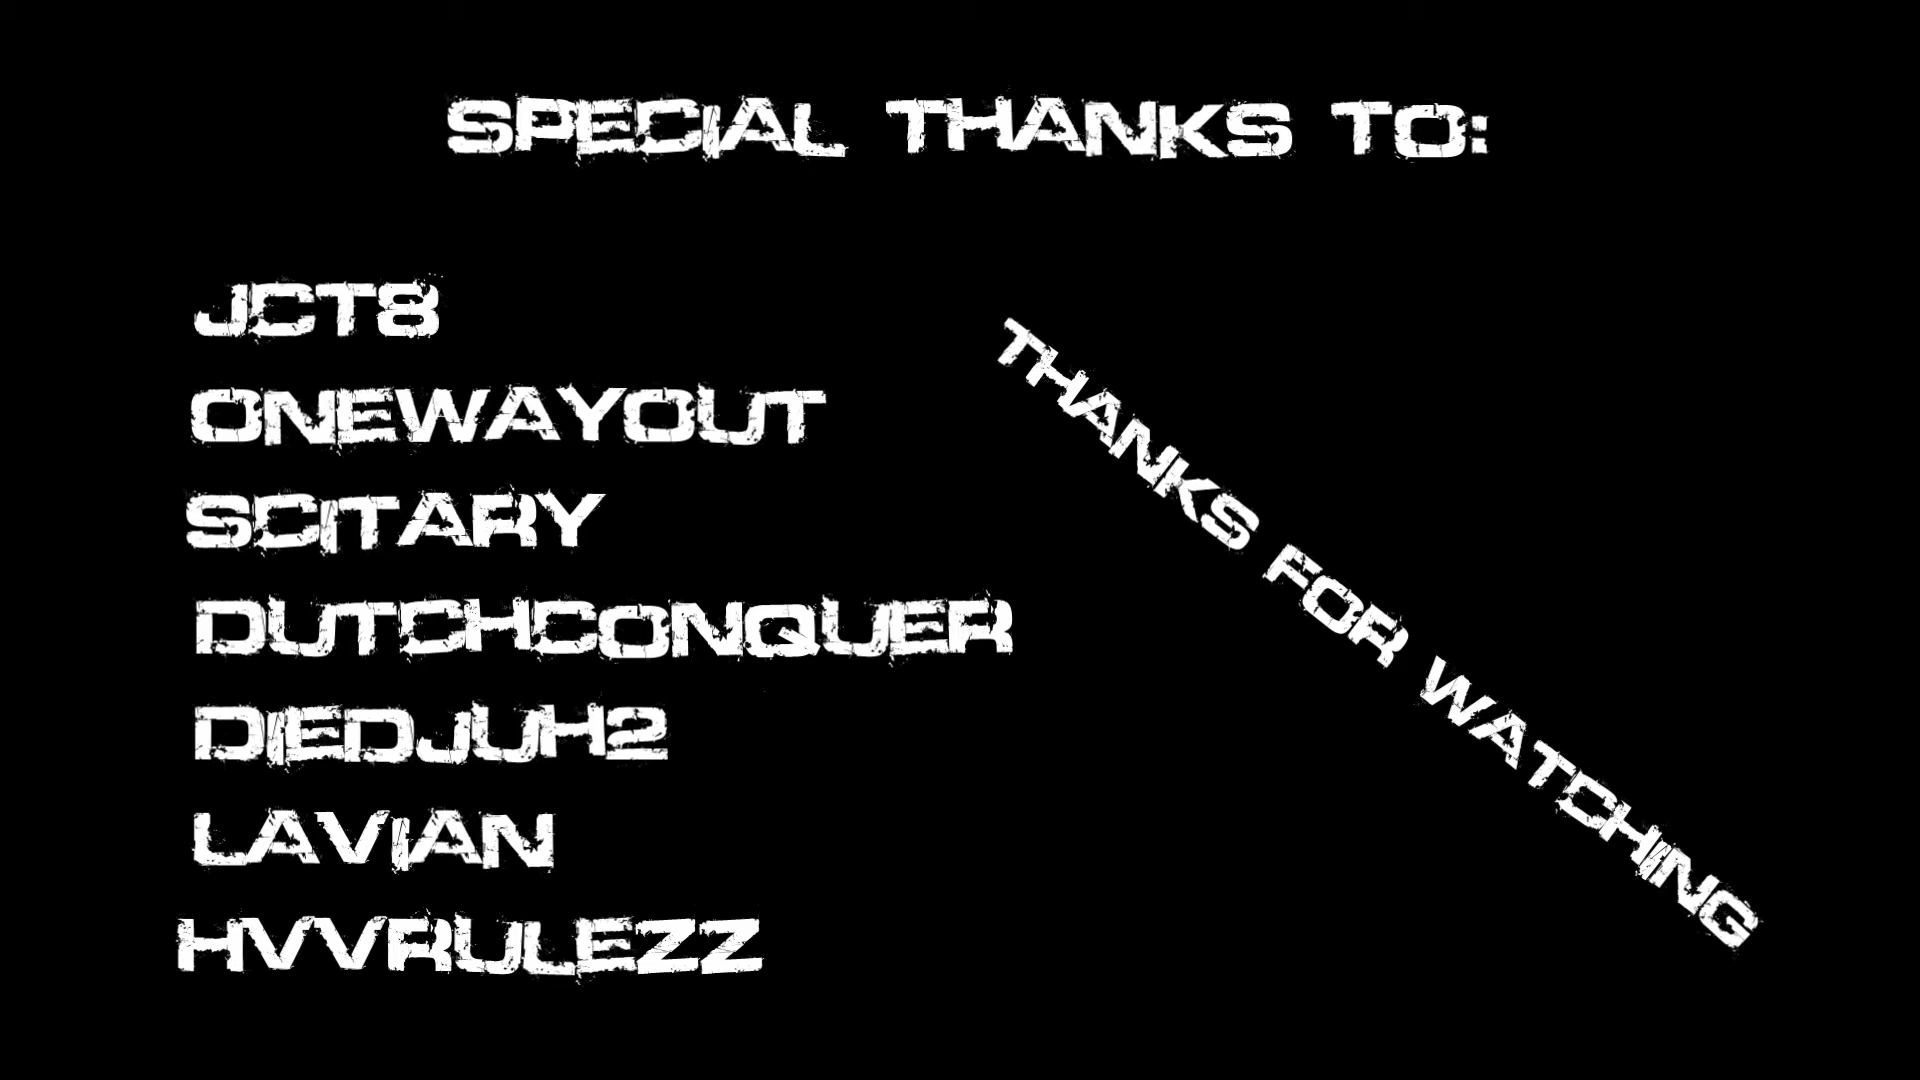 SPECIAL THANKS TO:
JCT8
ONEWAYOUT
SCITARY
DUTCHCONQUER
DIEDJUH2
LAVIAN
HVVRULEZZ
THANKS FOR WATCHING